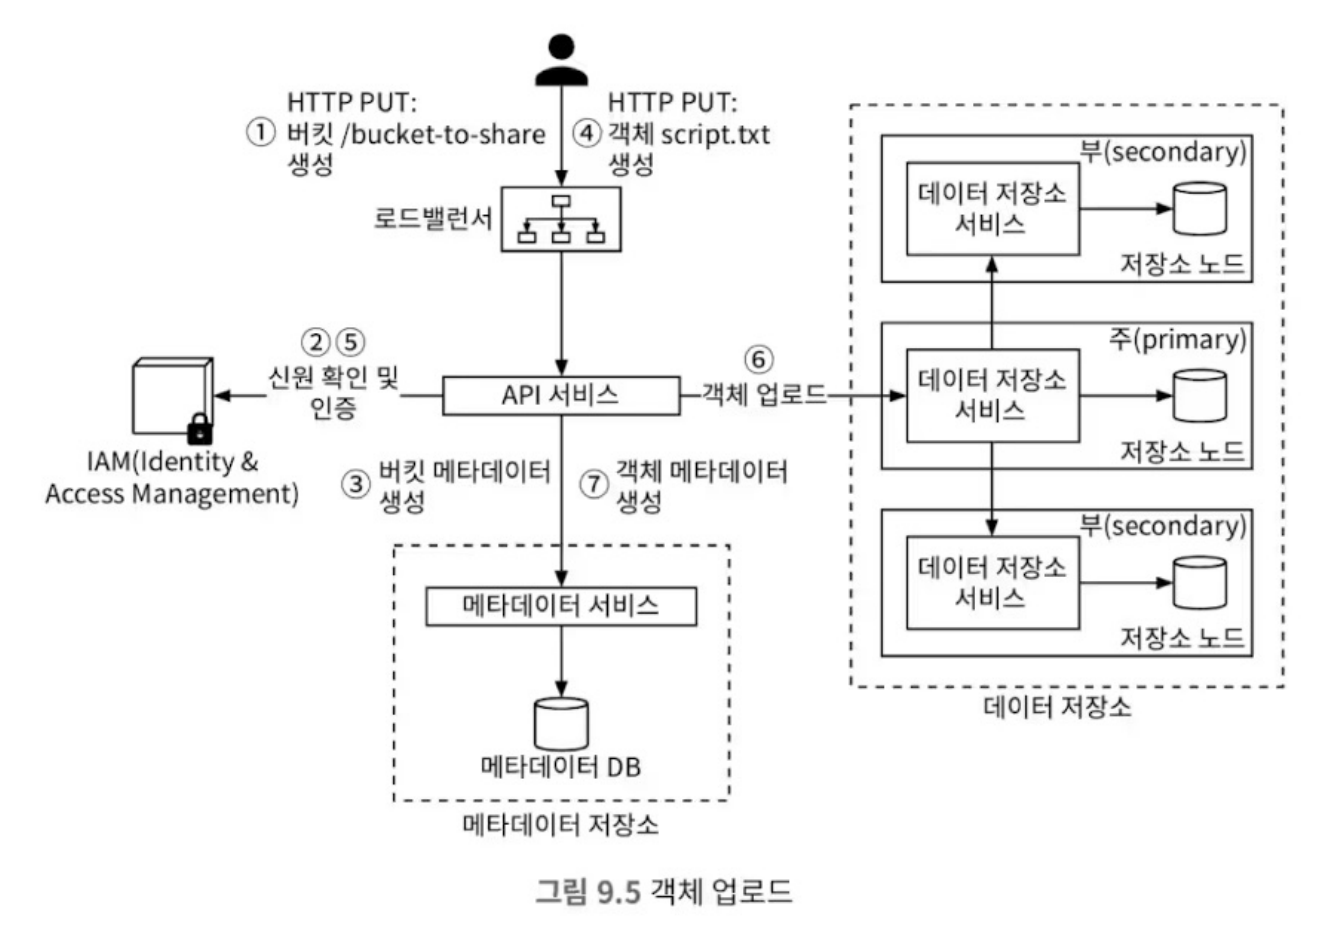 HTTP PUT:
① 버킷 /bucket-to-share
생성
HTTP PUT:
④ 객체 script.txt
생성
로드밸런서
②⑤
신원 확인 및
인증
IAM(Identity &
Access Management)
API 서비스
⑥
객체 업로드
③ 버킷 메타데이터
생성
⑦ 객체 메타데이터
생성
메타데이터 서비스
메타데이터 DB
메타데이터 저장소
부(secondary)
데이터 저장소
서비스
저장소 노드
주(primary)
데이터 저장소
서비스
저장소 노드
부(secondary)
데이터 저장소
서비스
저장소 노드
데이터 저장소
그림 9.5 객체 업로드